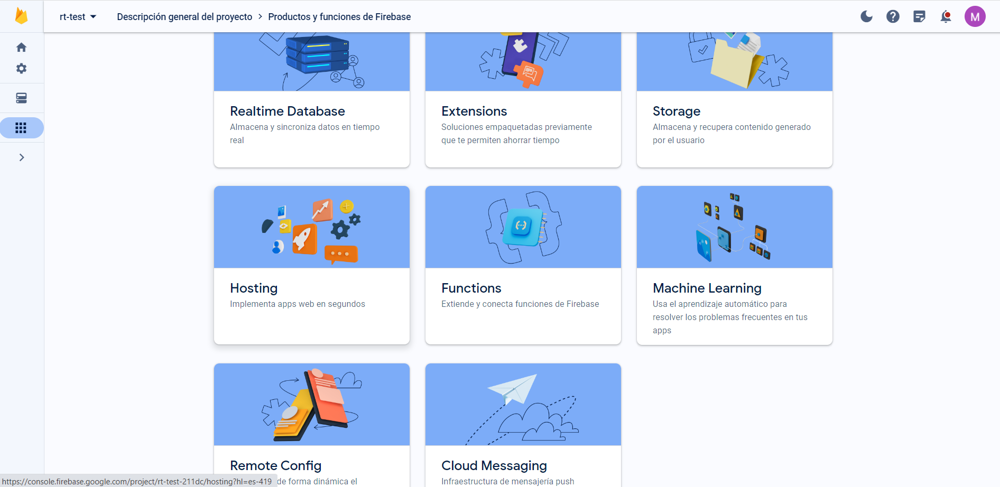 rt-test
Descripción general del proyecto > Productos y funciones de Firebase
M
Realtime Database
Almacena y sincroniza datos en tiempo
real
Extensions
Soluciones empaquetadas previamente
que te permiten ahorrar tiempo
Storage
Almacena y recupera contenido generado
por el usuario
Hosting
Implementa apps web en segundos
Functions
Extiende y conecta funciones de Firebase
Machine Learning
Usa el aprendizaje automático para
resolver los problemas frecuentes en tus
apps
Remote Config
de forma dinámica el
Cloud Messaging
Infraestructura de mensajería push
https://console.firebase.google.com/project/rt-test-211dc/hosting?hl=es-419